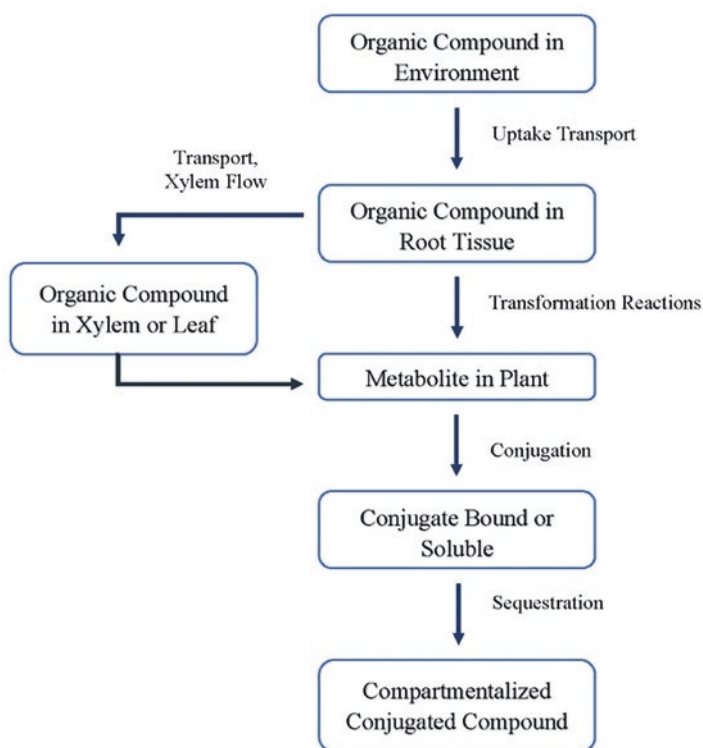 Organic Compound in
Environment
Uptake Transport
Transport,
Xylem Flow
Organic Compound in
Root Tissue
Organic Compound
in Xylem or Leaf
Transformation Reactions
Metabolite in Plant
Conjugation
Conjugate Bound or
Soluble
Sequestration
Compartmentalized
Conjugated Compound